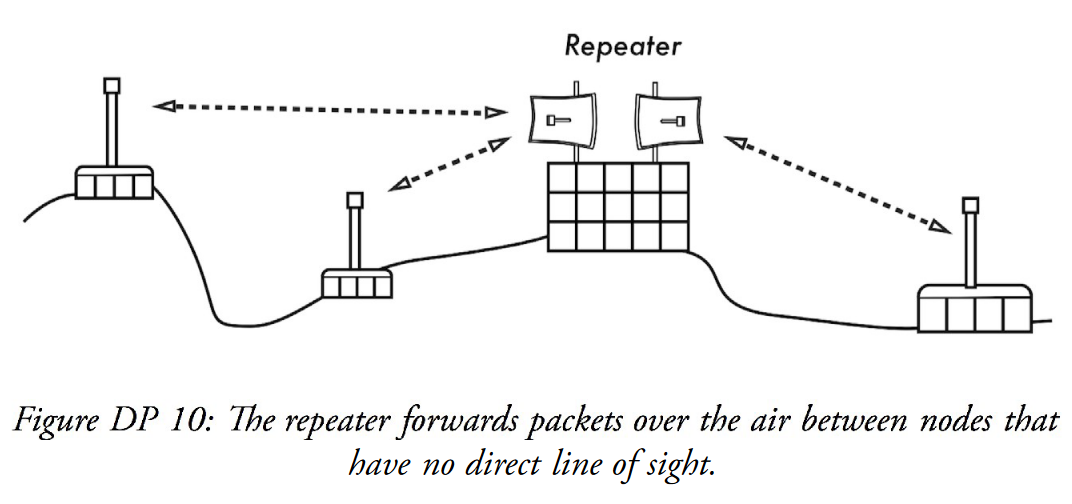 Repeater
Figure DP 10: The repeater forwards packets over the air between nodes that
have no direct line of sight.